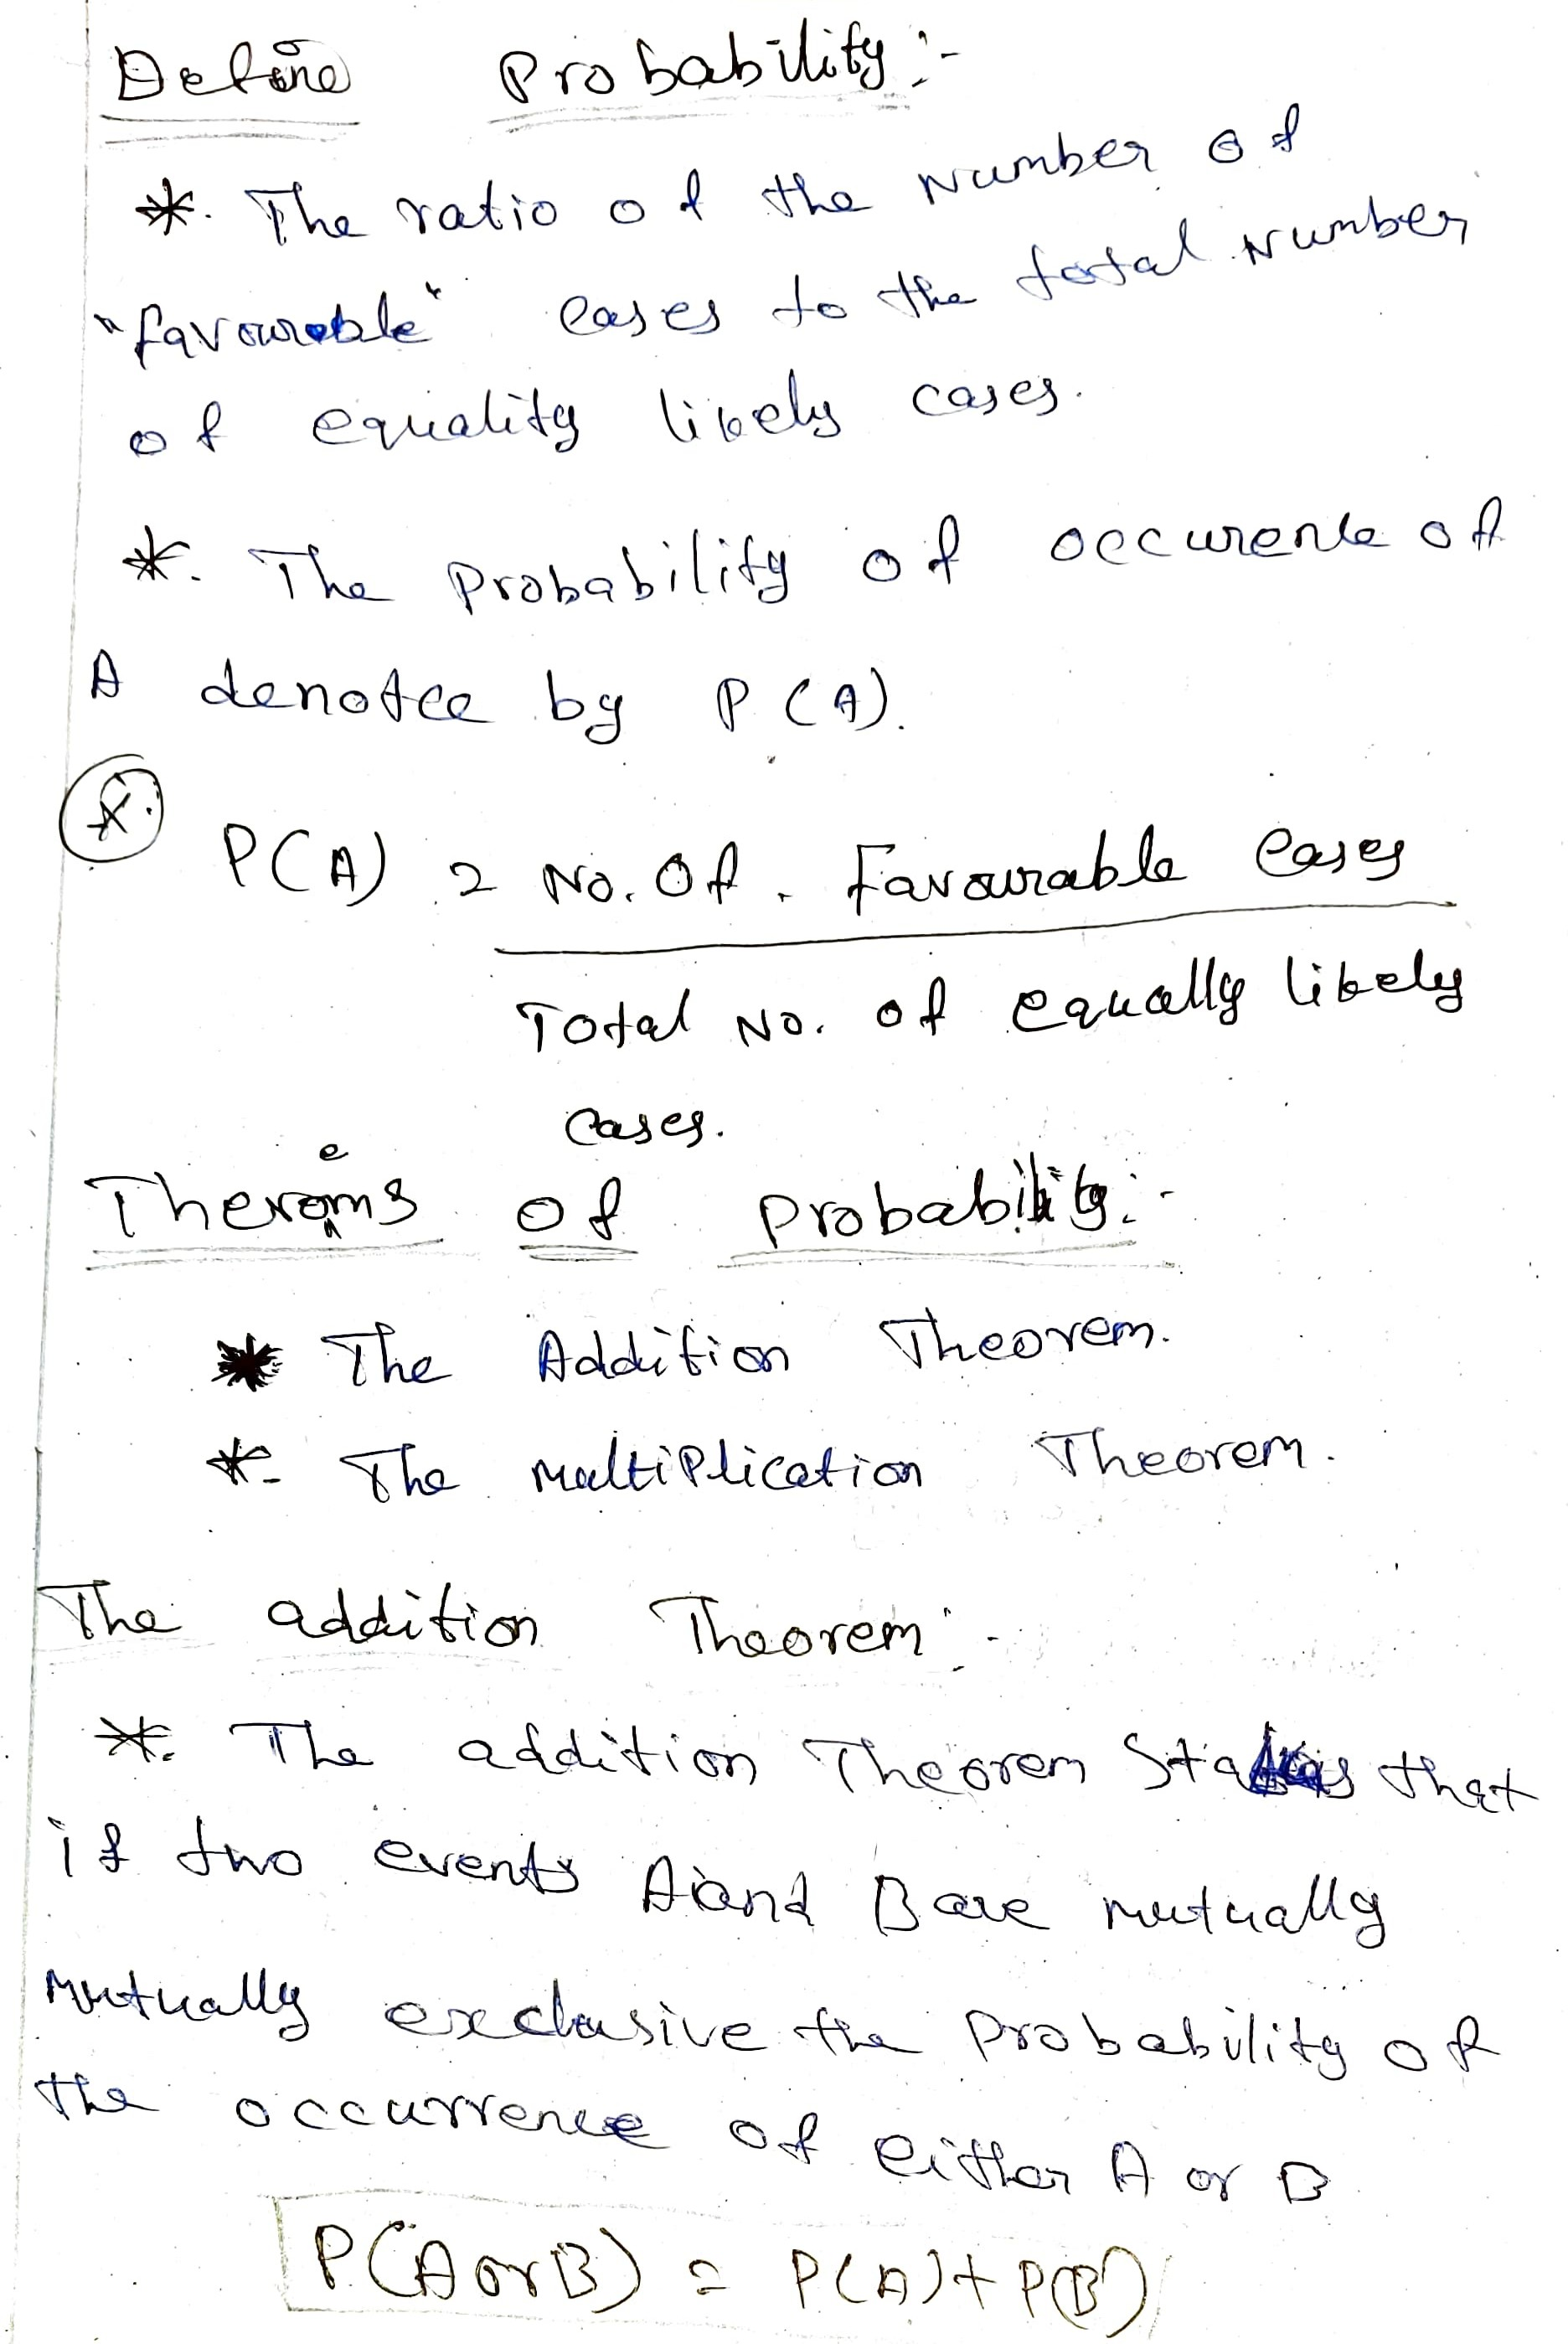 Define Probability :-
*. The ratio of the Number of
"favourable" cases to the total Number
of equality likely cases.
*. The Probability of occurence of
A denotee by P(A).
*. P(A) = No. Of. Favourable Cases
Total No. of equally likely
Cases.
e
Theroms of Probability :-
* The Addition Theorem.
*. The Multiplication Theorem.
The addition Theorem :-
*. The addition Theorem States that
if two events A and B are mutually
Mutually exclusive the Probability of
the occurrence of either A or B
P(A or B) = P(A) + P(B)